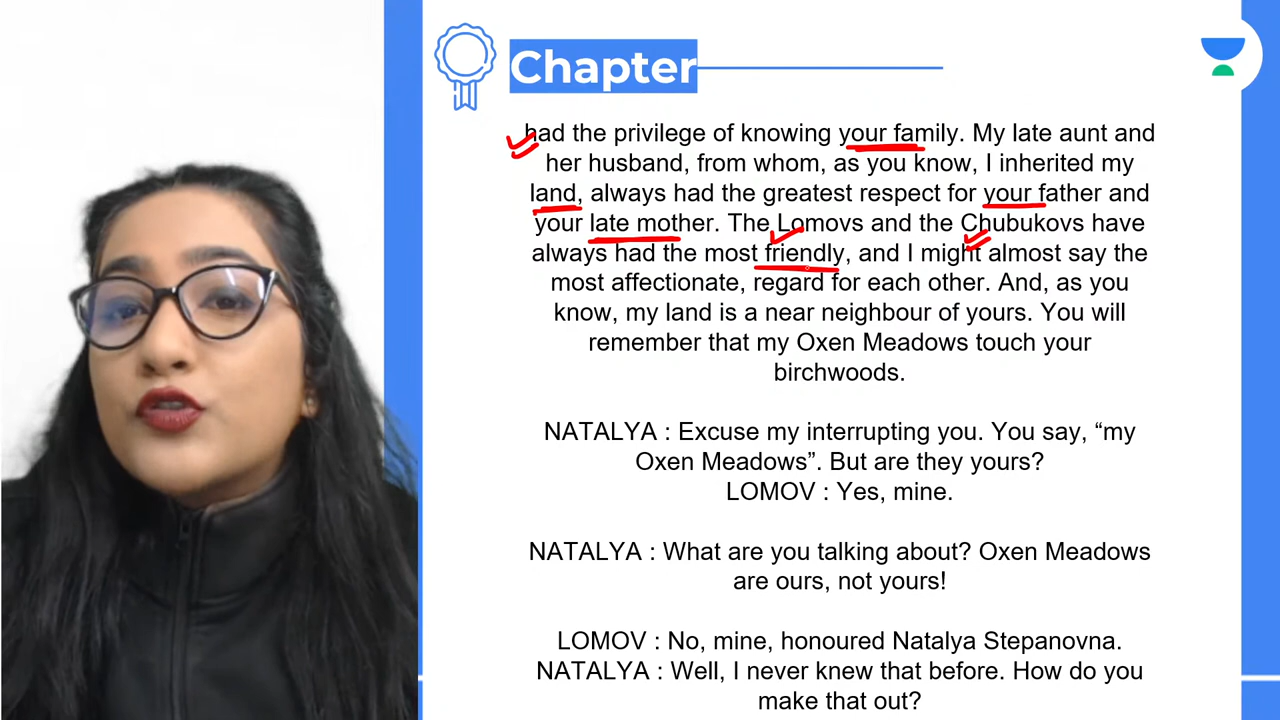 Chapter
had the privilege of knowing your family. My late aunt and
her husband, from whom, as you know, I inherited my
land, always had the greatest respect for your father and
your late mother. The Lomovs and the Chubukovs have
always had the most friendly, and I might almost say the
most affectionate, regard for each other. And, as you
know, my land is a near neighbour of yours. You will
remember that my Oxen Meadows touch your
birchwoods.
NATALYA : Excuse my interrupting you. You say, “my
Oxen Meadows”. But are they yours?
LOMOV : Yes, mine.
NATALYA : What are you talking about? Oxen Meadows
are ours, not yours!
LOMOV : No, mine, honoured Natalya Stepanovna.
NATALYA : Well, I never knew that before. How do you
make that out?